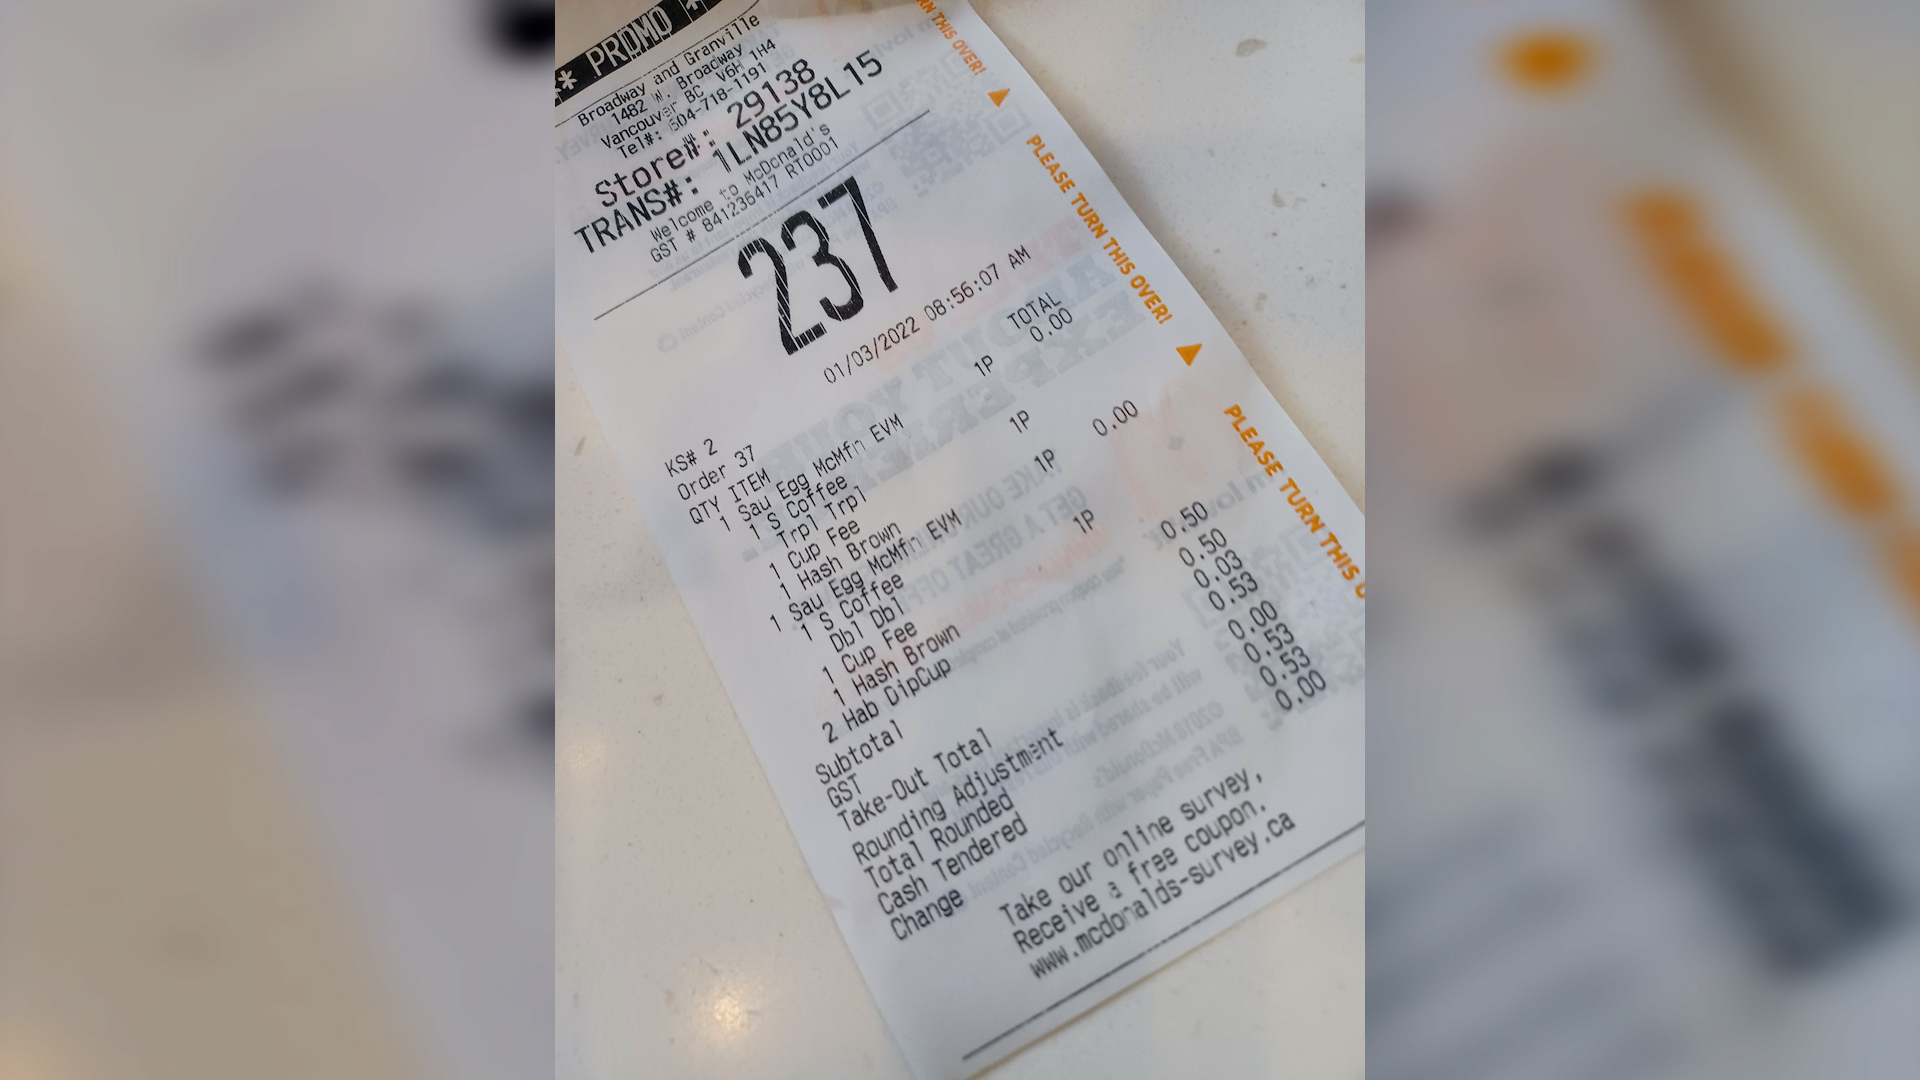 ** PROMO *
Broadway and Granville
1482 W. Broadway
Vancouver BC V6H 1H4
Tel#: 604-718-1191
Store#: 29138
TRANS#: 1LN85Y8L15
Welcome to McDonald's
GST # 841236417 RT0001
237
KS# 2 01/03/2022 08:56:07 AM
Order 37
QTY ITEM TOTAL
1 Sau Egg McMfn EVM 1P 0.00
1 S Coffee
Trpl Trpl
1 Cup Fee 1P
1 Hash Brown
1 Sau Egg McMfn EVM 1P 0.00
1 S Coffee
Dbl Dbl
1 Cup Fee 1P
1 Hash Brown
2 Hab DipCup 0.50
Subtotal 0.50
GST 0.03
Take-Out Total 0.53
Rounding Adjustment 0.00
Total Rounded 0.53
Cash Tendered 0.53
Change 0.00
Take our online survey,
Receive a free coupon.
www.mcdonalds-survey.ca
RN THIS OVER!
PLEASE TURN THIS OVER!
PLEASE TURN THIS